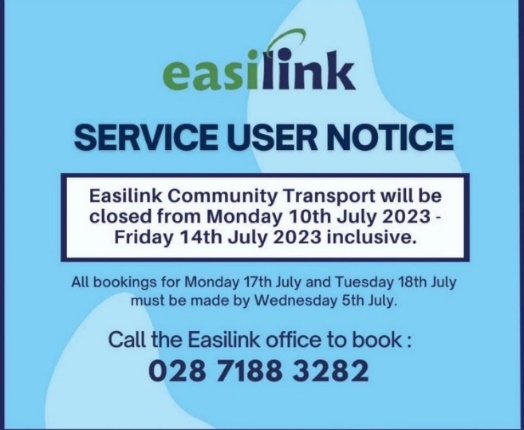 easilink
SERVICE USER NOTICE
Easilink Community Transport will be
closed from Monday 10th July 2023 -
Friday 14th July 2023 inclusive.
All bookings for Monday 17th July and Tuesday 18th July
must be made by Wednesday 5th July.
Call the Easilink office to book :
028 7188 3282